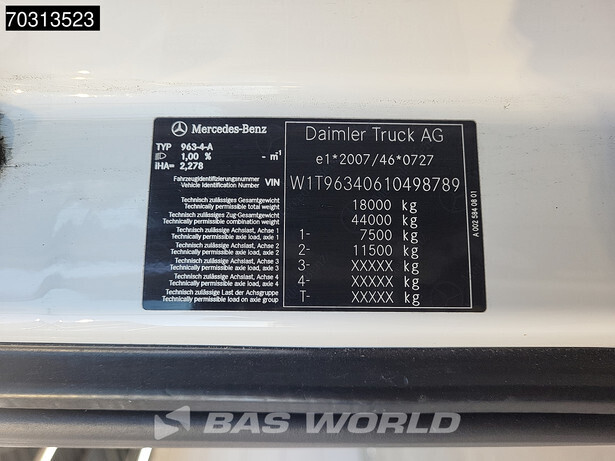 70313523
Mercedes-Benz
Daimler Truck AG
TYP 963-4-A
1,00 % - m⁻¹
iHA= 2,278
e1*2007/46*0727
Fahrzeugidentifizierungsnummer
Vehicle Identification Number VIN
W1T96340610498789
Technisch zulässiges Gesamtgewicht
Technically permissible total weight
18000 kg
Technisch zulässiges Zug-Gesamtgewicht
Technically permissible combination weight
44000 kg
Technisch zulässige Achslast, Achse 1
Technically permissible axle load, axle 1
1- 7500 kg
Technisch zulässige Achslast, Achse 2
Technically permissible axle load, axle 2
2- 11500 kg
Technisch zulässige Achslast, Achse 3
Technically permissible axle load, axle 3
3- XXXXX kg
Technisch zulässige Achslast, Achse 4
Technically permissible axle load, axle 4
4- XXXXX kg
Technisch zulässige Last der Achsgruppe
Technically permissible load on axle group
T- XXXXX kg
A 002 584 08 01
BAS WORLD